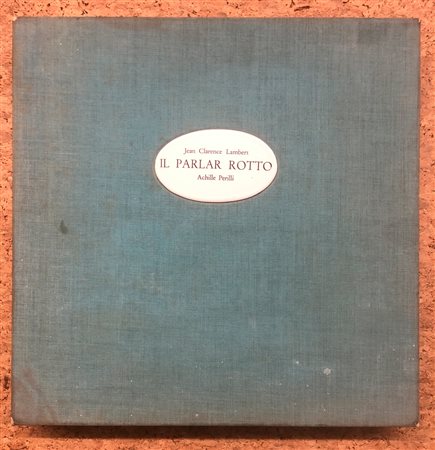 Jean Clarence Lambert
IL PARLAR ROTTO
Achille Perilli